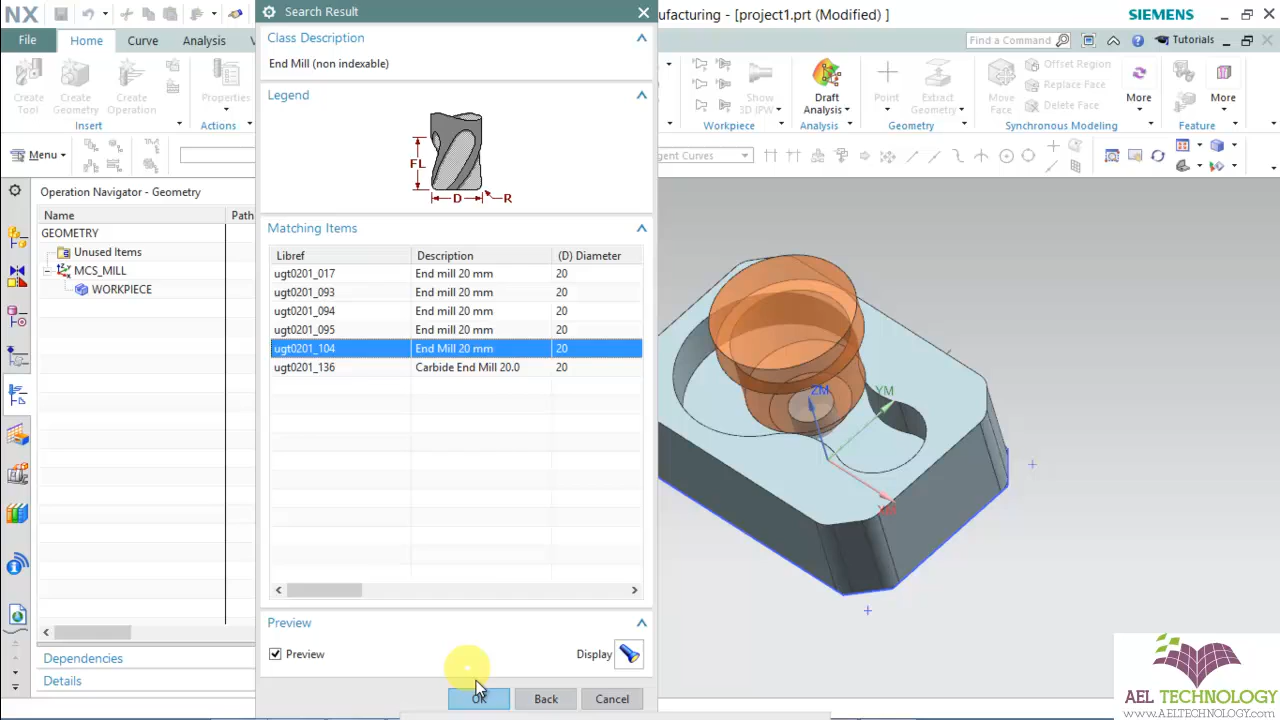 NX
Search Result
ufacturing - [project1.prt (Modified) ]
SIEMENS
File
Home
Curve
Analysis
Find a Command
Tutorials
Create
Tool
Create
Geometry
Create
Operation
Insert
Properties
Actions
Class Description
End Mill (non indexable)
Legend
FL
D
R
Show
3D IPW
Workpiece
Draft
Analysis
Analysis
Point
Extract
Geometry
Geometry
Move
Face
Offset Region
Replace Face
Delete Face
More
Synchronous Modeling
More
Feature
Menu
gent Curves
Operation Navigator - Geometry
Name
Path
GEOMETRY
Unused Items
MCS_MILL
WORKPIECE
Dependencies
Details
Matching Items
Libref Description (D) Diameter
ugt0201_017 End mill 20 mm 20
ugt0201_093 End mill 20 mm 20
ugt0201_094 End mill 20 mm 20
ugt0201_095 End mill 20 mm 20
ugt0201_104 End Mill 20 mm 20
ugt0201_136 Carbide End Mill 20.0 20
Preview
Preview
Display
OK
Back
Cancel
ZM
YM
AEL TECHNOLOGY
www.AELTECHNOLOGY.com